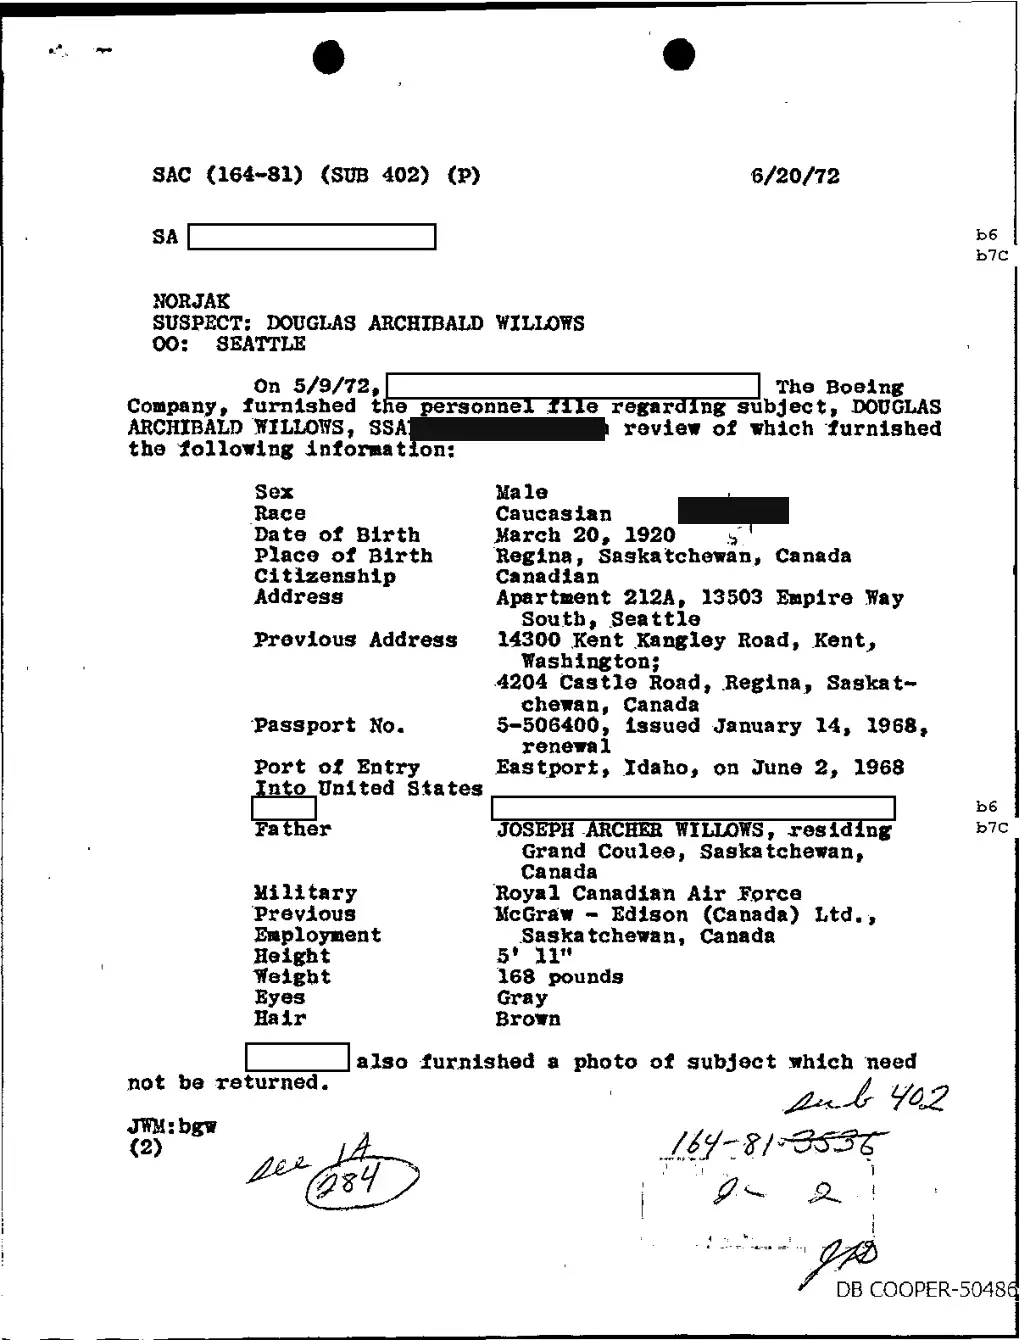 SAC (164-81) (SUB 402) (P) 6/20/72
SA b6
b7C
NORJAK
SUSPECT: DOUGLAS ARCHIBALD WILLOWS
OO: SEATTLE
On 5/9/72, The Boeing
Company, furnished the personnel file regarding subject, DOUGLAS
ARCHIBALD WILLOWS, SSA review of which furnished
the following information:
Sex Male
Race Caucasian
Date of Birth March 20, 1920
Place of Birth Regina, Saskatchewan, Canada
Citizenship Canadian
Address Apartment 212A, 13503 Empire Way
South, Seattle
Previous Address 14300 Kent Kangley Road, Kent,
Washington;
4204 Castle Road, Regina, Saskat-
chewan, Canada
Passport No. 5-506400, issued January 14, 1968,
renewal
Port of Entry Eastport, Idaho, on June 2, 1968
Into United States
b6
Father JOSEPH ARCHER WILLOWS, residing b7C
Grand Coulee, Saskatchewan,
Canada
Military Royal Canadian Air Force
Previous McGraw - Edison (Canada) Ltd.,
Employment Saskatchewan, Canada
Height 5' 11"
Weight 168 pounds
Eyes Gray
Hair Brown
also furnished a photo of subject which need
not be returned.
sub 402
JWM:bgw
(2) see 1A 164-81-3536
284
DB COOPER-50486